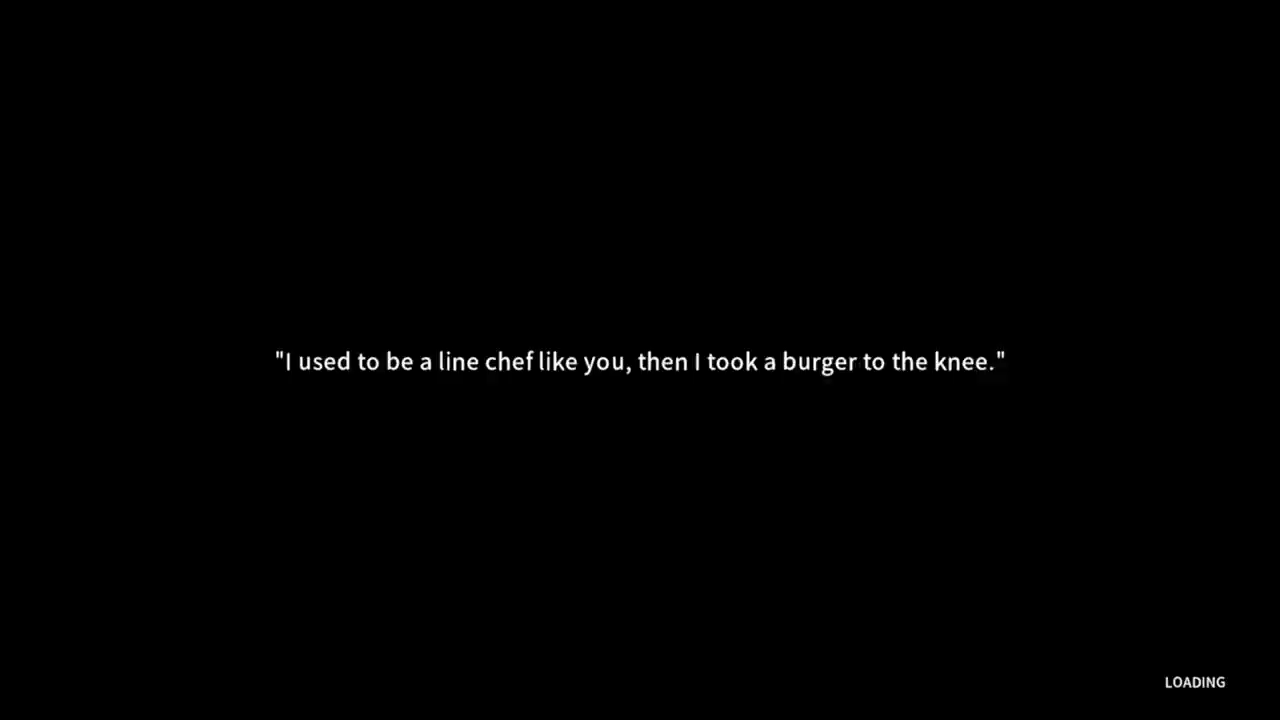 "I used to be a line chef like you, then I took a burger to the knee."
LOADING